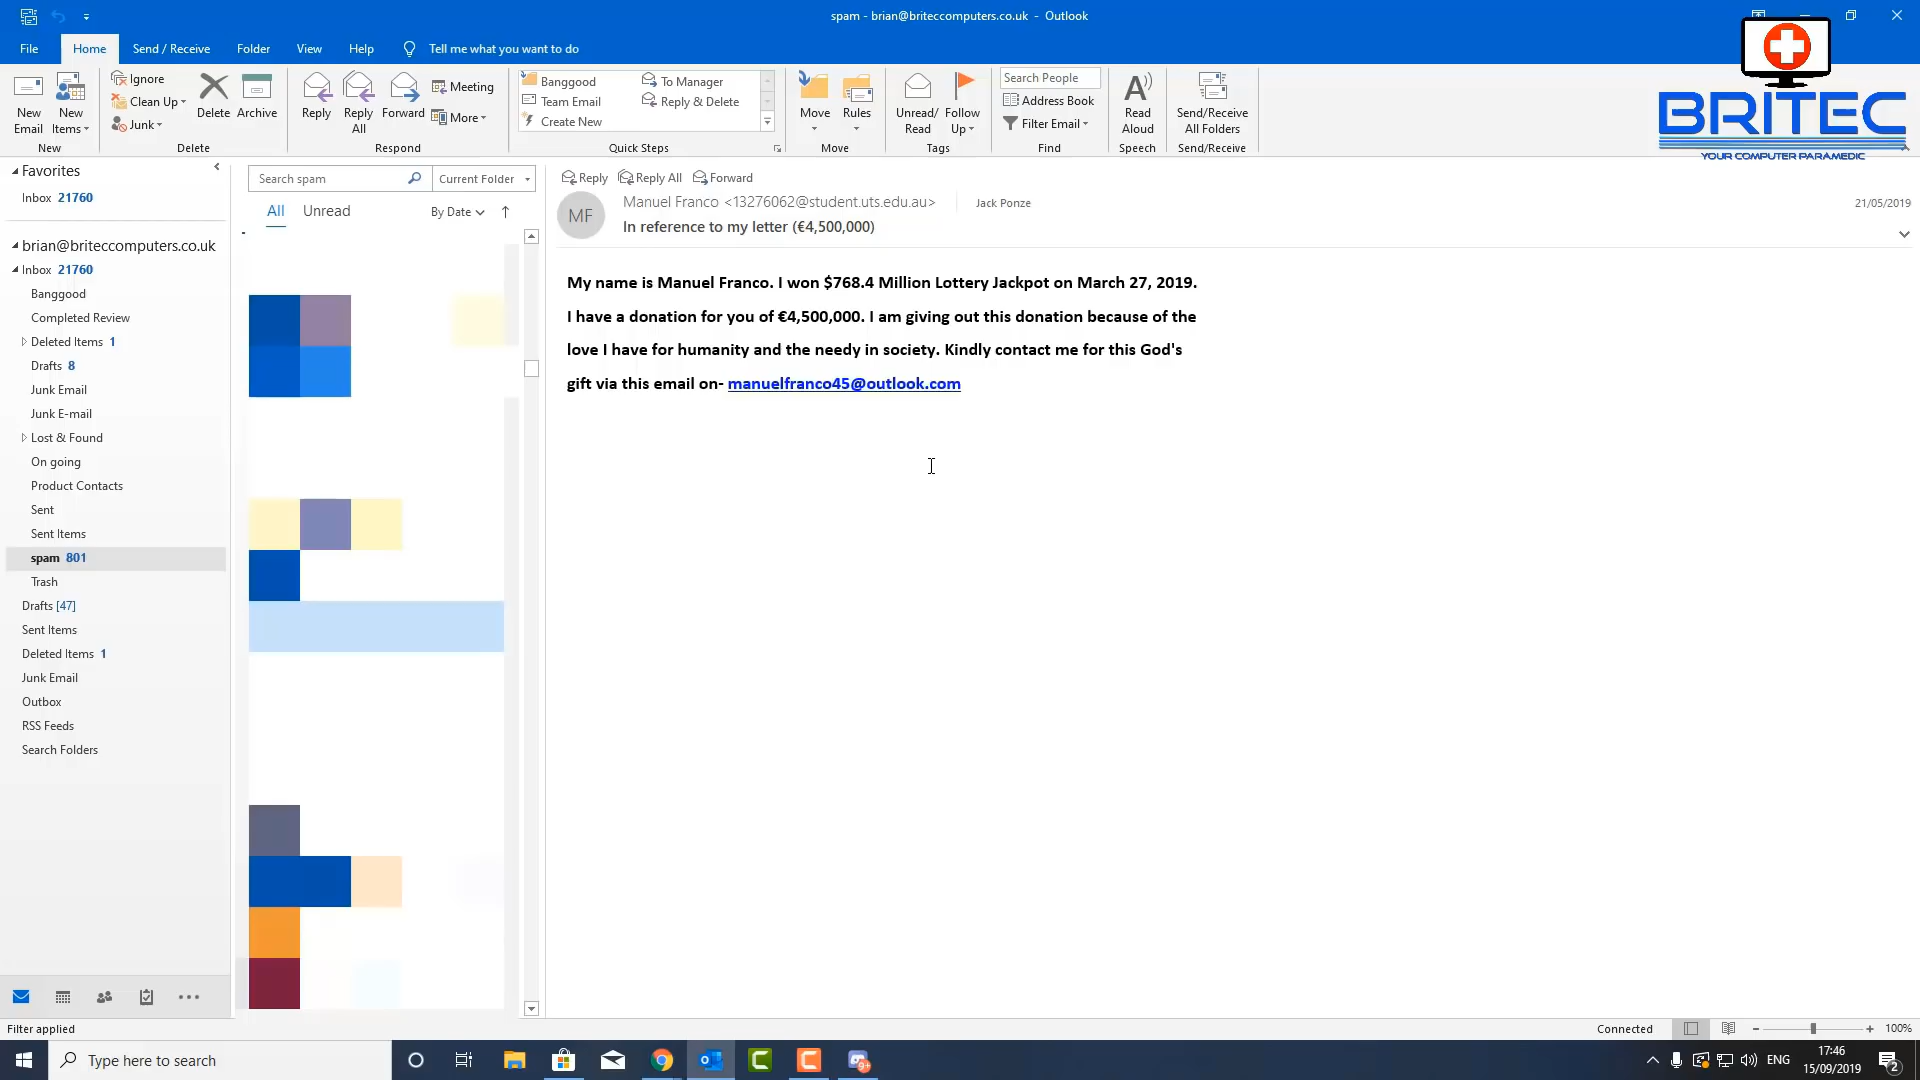 spam - brian@briteccomputers.co.uk - Outlook
File Home Send / Receive Folder View Help Tell me what you want to do
New Email
New Items
New
Ignore
Clean Up
Junk
Delete
Archive
Delete
Reply
Reply All
Forward
Meeting
More
Respond
Banggood
Team Email
Create New
To Manager
Reply & Delete
Quick Steps
Move
Rules
Move
Unread/ Read
Follow Up
Tags
Search People
Address Book
Filter Email
Find
Read Aloud
Speech
Send/Receive All Folders
Send/Receive
BRITEC
YOUR COMPUTER PARAMEDIC
Favorites
Inbox 21760
brian@briteccomputers.co.uk
Inbox 21760
Banggood
Completed Review
Deleted Items 1
Drafts 8
Junk Email
Junk E-mail
Lost & Found
On going
Product Contacts
Sent
Sent Items
spam 801
Trash
Drafts [47]
Sent Items
Deleted Items 1
Junk Email
Outbox
RSS Feeds
Search Folders
Search spam
Current Folder
All Unread By Date
Reply Reply All Forward
MF
Manuel Franco <13276062@student.uts.edu.au> Jack Ponze
21/05/2019
In reference to my letter (€4,500,000)
My name is Manuel Franco. I won $768.4 Million Lottery Jackpot on March 27, 2019.
I have a donation for you of €4,500,000. I am giving out this donation because of the
love I have for humanity and the needy in society. Kindly contact me for this God's
gift via this email on- manuelfranco45@outlook.com
Filter applied
Connected
100%
Type here to search
9+
ENG
17:46
15/09/2019
2